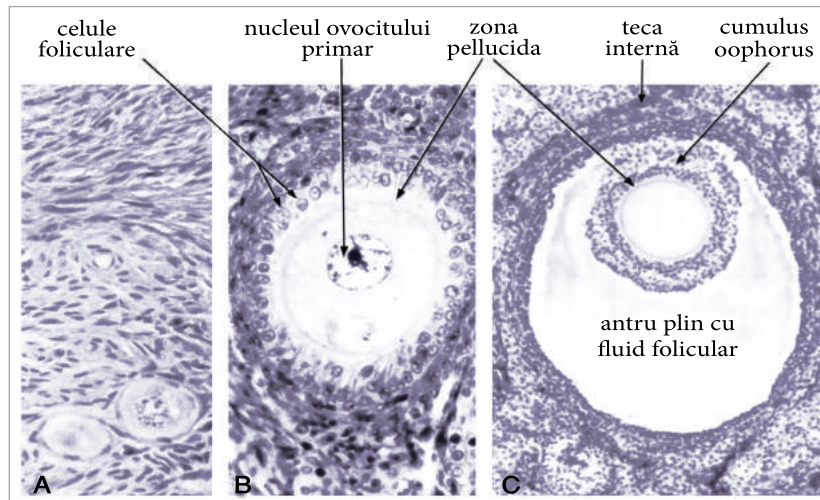 celule
foliculare
nucleul ovocitului
primar
zona
pellucida
teca
internă
cumulus
oophorus
antru plin cu
fluid folicular
A
B
C